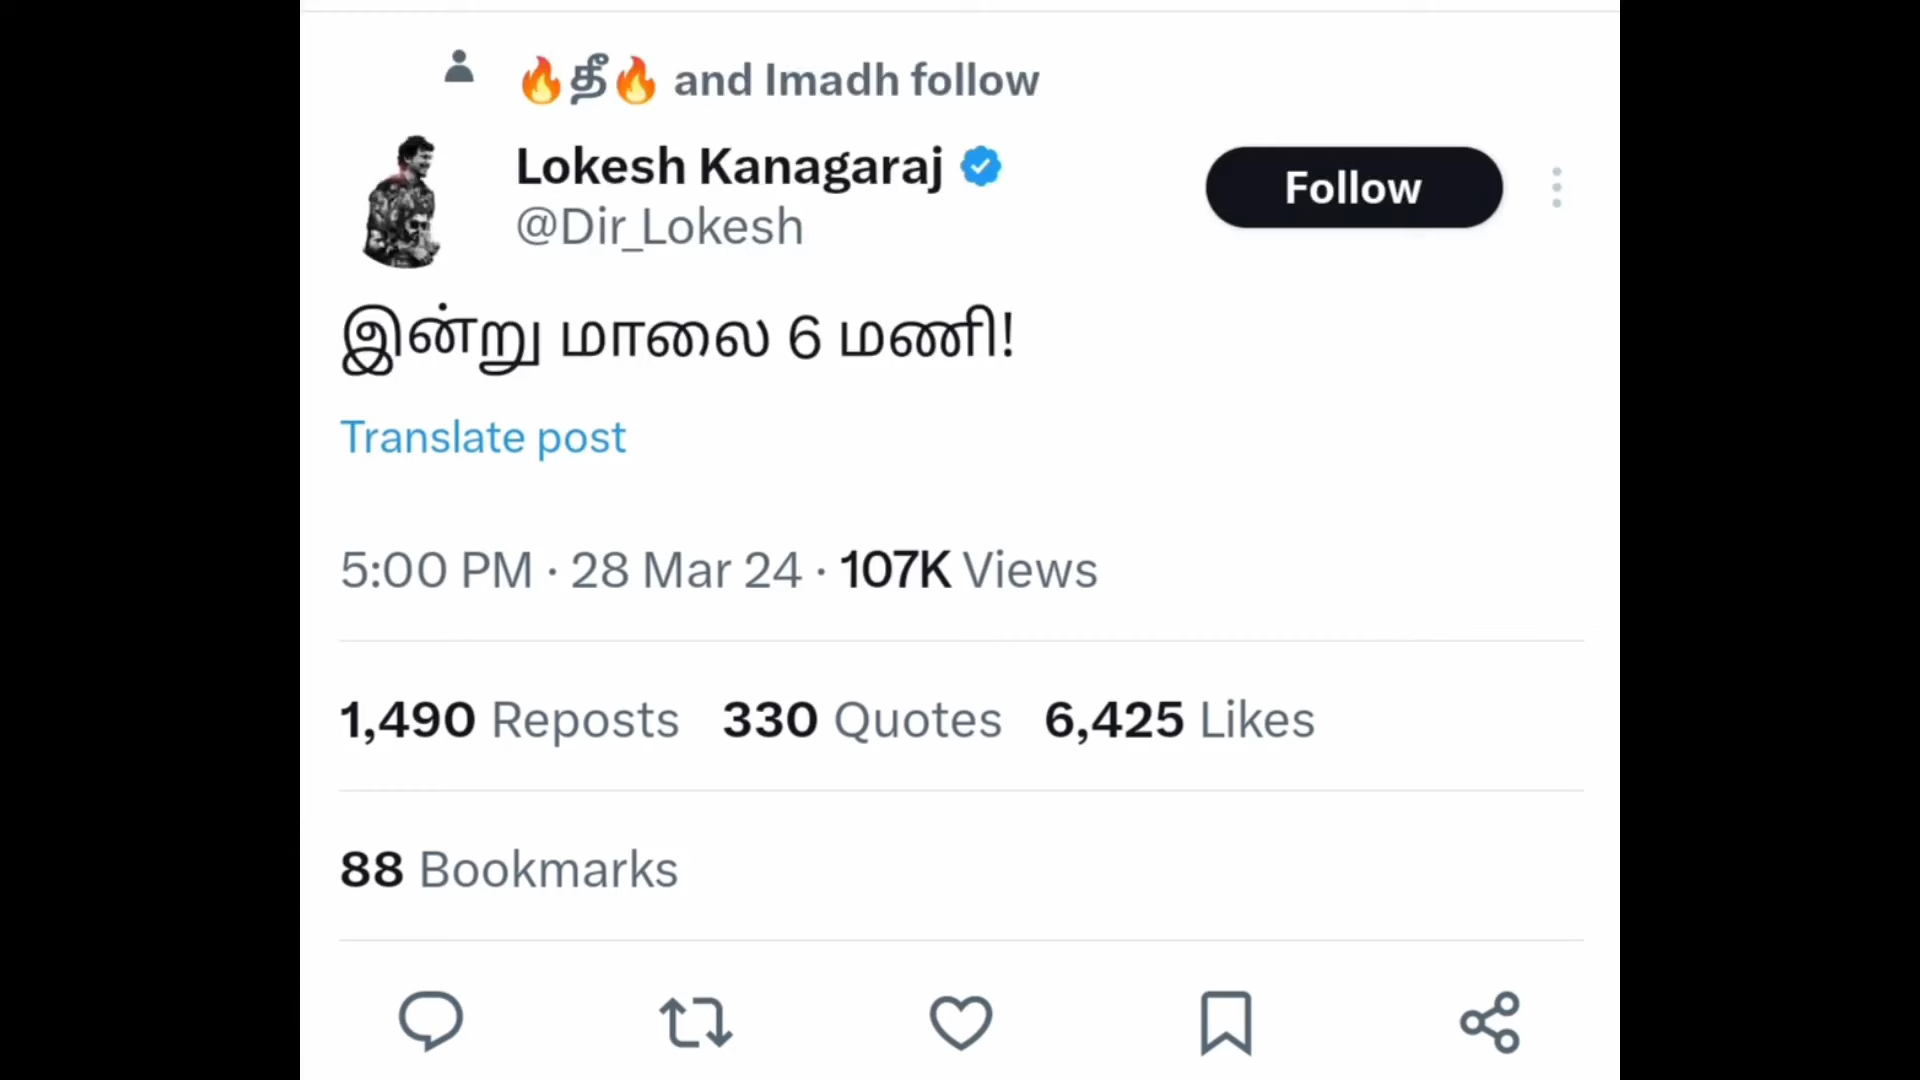 🔥தீ🔥 and Imadh follow
Lokesh Kanagaraj
Follow
@Dir_Lokesh
இன்று மாலை 6 மணி!
Translate post
5:00 PM · 28 Mar 24 · 107K Views
1,490 Reposts 330 Quotes 6,425 Likes
88 Bookmarks